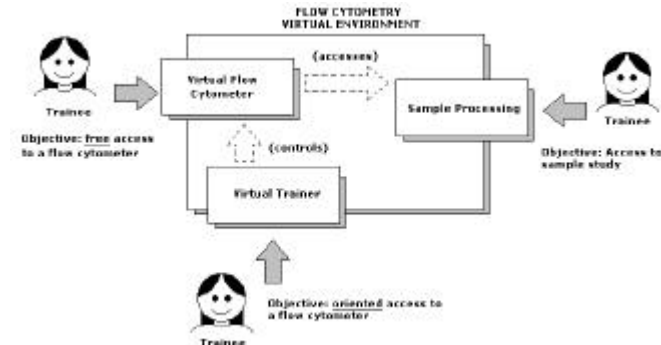 FLOW CYTOMETRY
VIRTUAL ENVIRONMENT
(accesses)
Virtual Flow
Cytometer
Sample Processing
Trainee
Trainee
Objective: free access
to a flow cytometer
(controls)
Objective: Access to
sample study
Virtual Trainer
Objective: oriented access to
a flow cytometer
Trainee